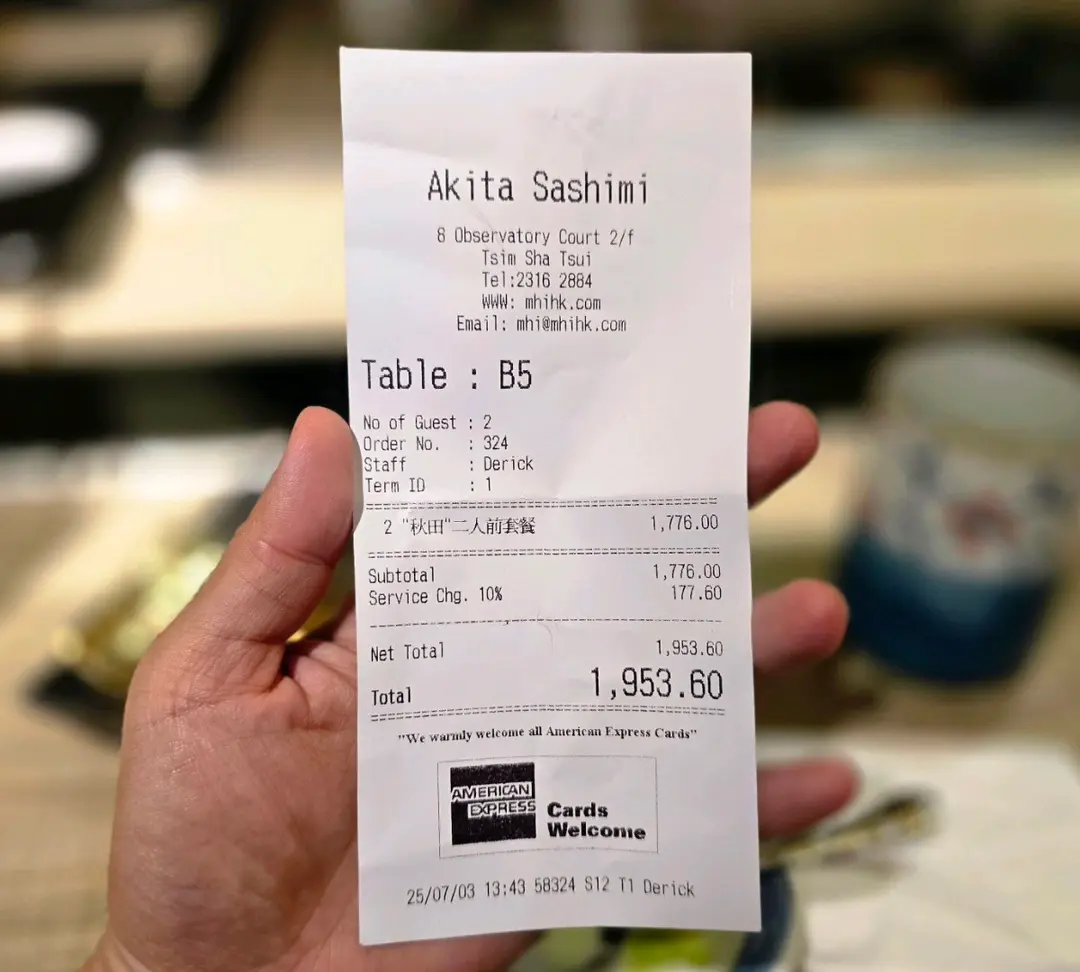 Akita Sashimi
8 Observatory Court 2/f
Tsim Sha Tsui
Tel:2316 2884
WWW: mhihk.com
Email: mhi@mhihk.com
Table : B5
No of Guest : 2
Order No. : 324
Staff : Derick
Term ID : 1
2 "秋田"二人前套餐 1,776.00
Subtotal 1,776.00
Service Chg. 10% 177.60
Net Total 1,953.60
Total 1,953.60
"We warmly welcome all American Express Cards"
AMERICAN
EXPRESS
Cards
Welcome
25/07/03 13:43 58324 S12 T1 Derick